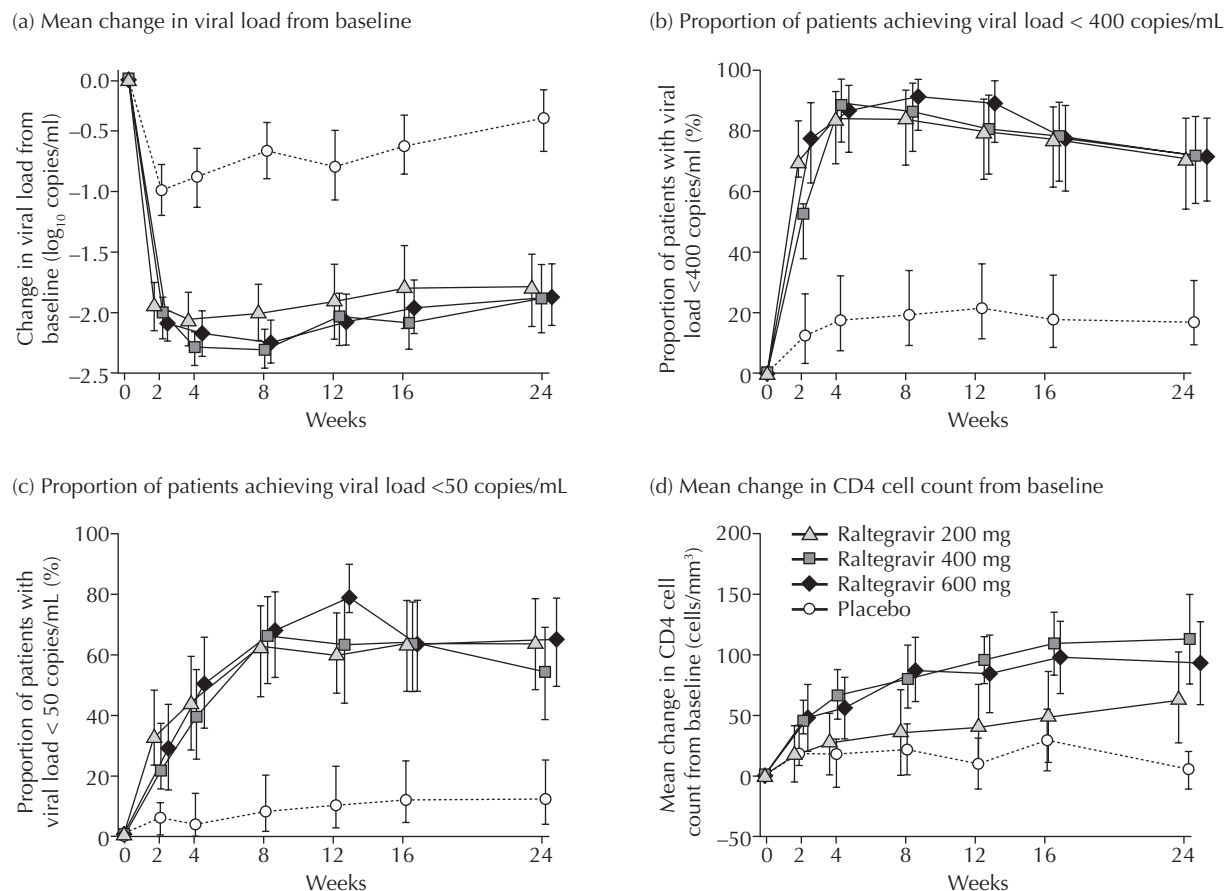 (a) Mean change in viral load from baseline
0.0
−0.5
−1.0
−1.5
−2.0
−2.5
Change in viral load from
baseline (log10 copies/ml)
0 2 4 8 12 16 24
Weeks
(b) Proportion of patients achieving viral load < 400 copies/mL
100
80
60
40
20
0
Proportion of patients with viral
load <400 copies/ml (%)
0 2 4 8 12 16 24
Weeks
(c) Proportion of patients achieving viral load <50 copies/mL
100
80
60
40
20
0
Proportion of patients with
viral load < 50 copies/mL (%)
0 2 4 8 12 16 24
Weeks
(d) Mean change in CD4 cell count from baseline
200
150
100
50
0
−50
Mean change in CD4 cell
count from baseline (cells/mm³)
Raltegravir 200 mg
Raltegravir 400 mg
Raltegravir 600 mg
Placebo
0 2 4 8 12 16 24
Weeks